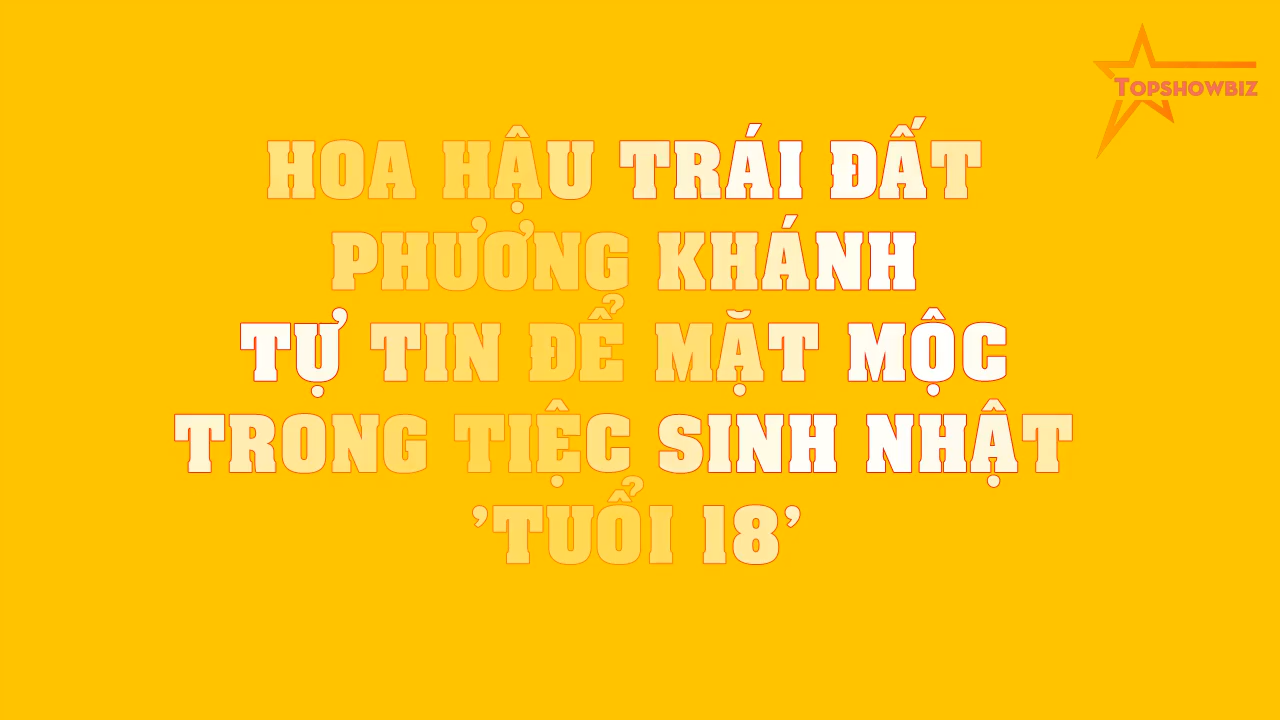 TOPSHOWBIZ
HOA HẬU TRÁI ĐẤT
PHƯƠNG KHÁNH
TỰ TIN ĐỂ MẶT MỘC
TRONG TIỆC SINH NHẬT
’TUỔI 18’